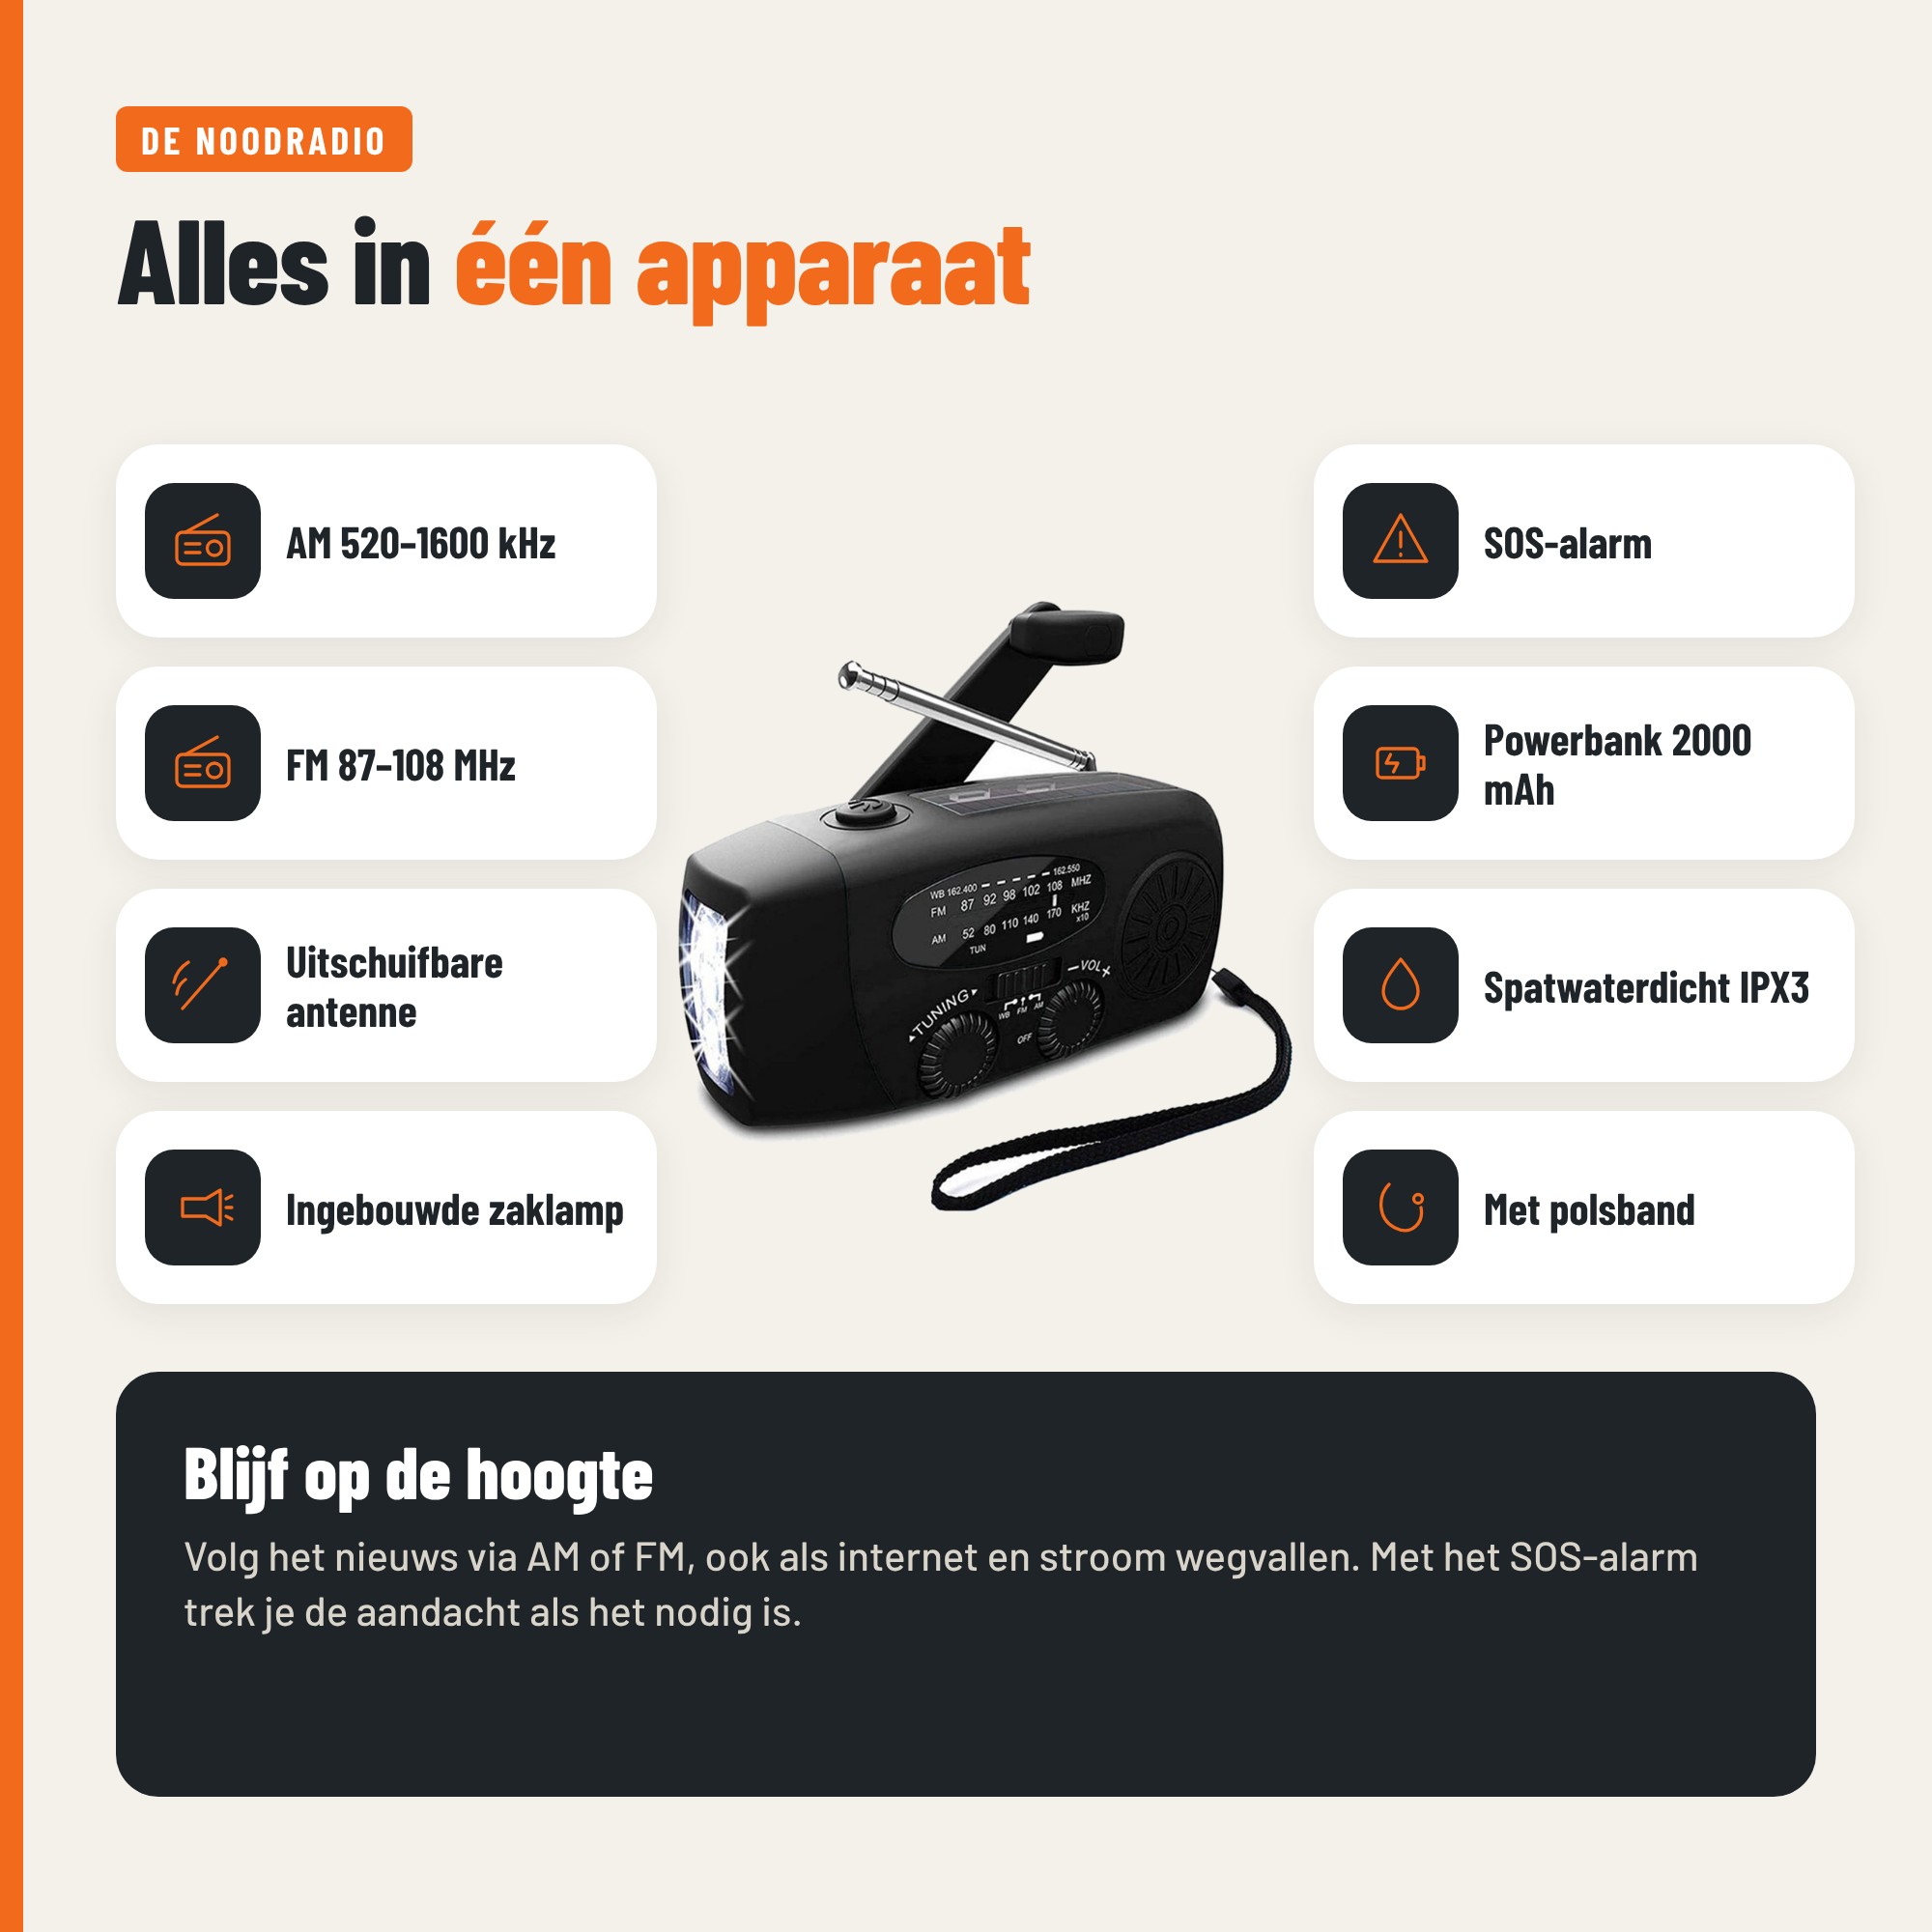 DE NOODRADIO
Alles in één apparaat
AM 520–1600 kHz
FM 87–108 MHz
Uitschuifbare
antenne
Ingebouwde zaklamp
WB 162.400 162.550
FM 87 92 98 102 108 MHZ
AM 52 80 110 140 170 KHZ
x10
TUN
–VOL+
TUNING
WB FM AM
OFF
SOS-alarm
Powerbank 2000
mAh
Spatwaterdicht IPX3
Met polsband
Blijf op de hoogte
Volg het nieuws via AM of FM, ook als internet en stroom wegvallen. Met het SOS-alarm
trek je de aandacht als het nodig is.